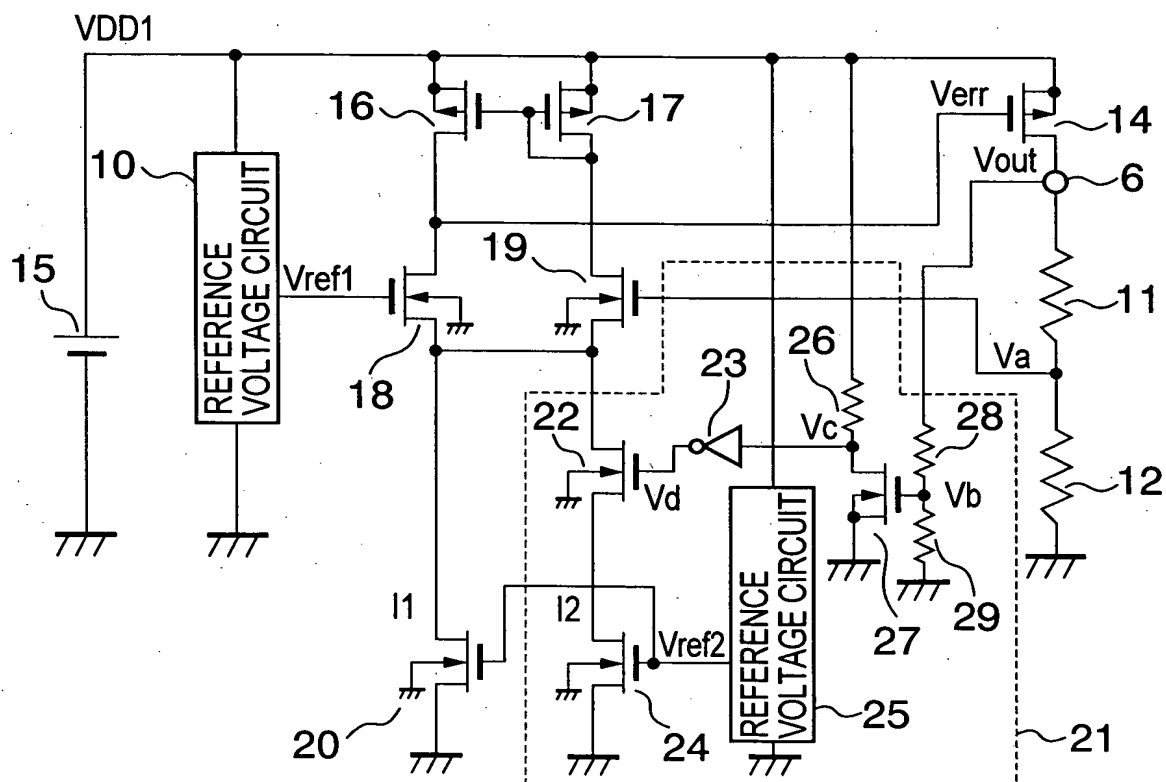 VDD1
16
17
Verr
14
10
Vout
6
REFERENCE
VOLTAGE CIRCUIT
15
Vref1
19
11
18
26
Va
23
Vc
28
22
Vd
Vb
12
REFERENCE
VOLTAGE CIRCUIT
29
27
I1
I2
Vref2
25
20
24
21